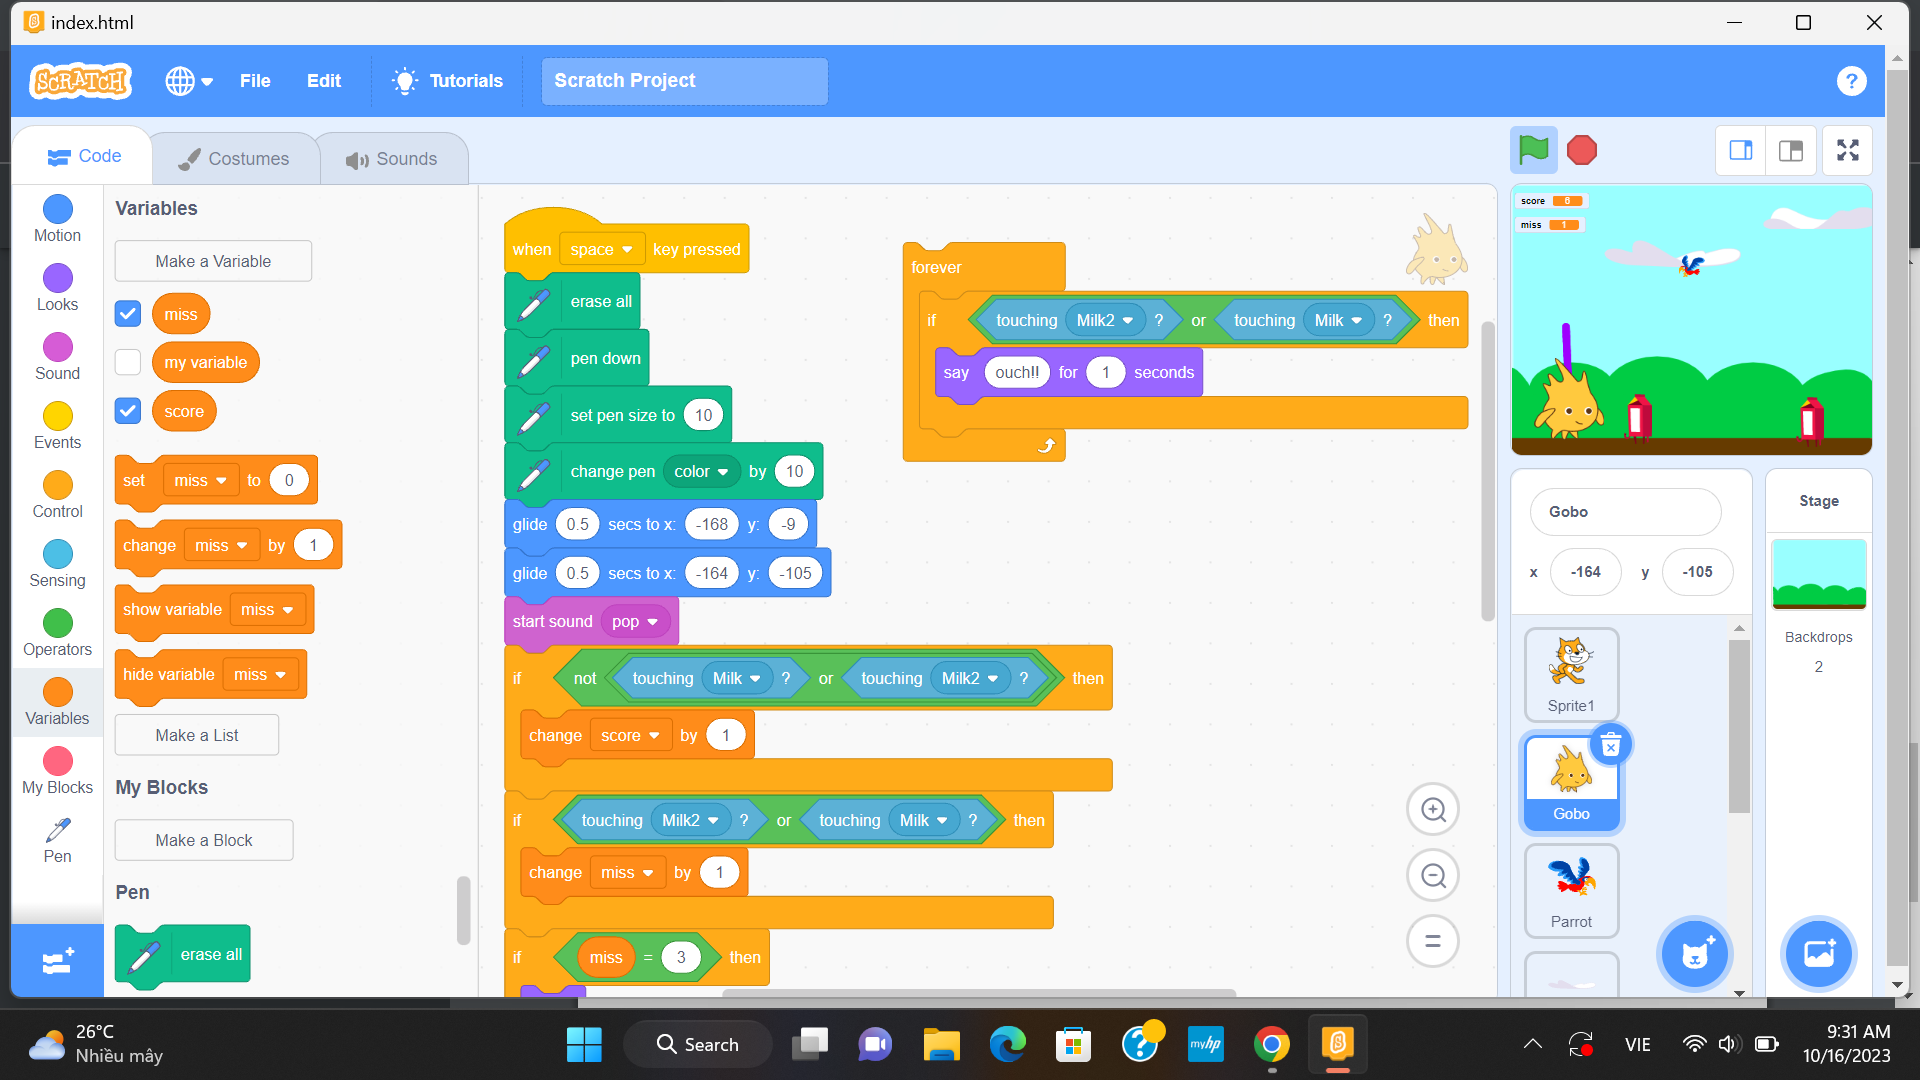 index.html
SCRATCH
File
Edit
Tutorials
Scratch Project
?
Code
Costumes
Sounds
Motion
Looks
Sound
Events
Control
Sensing
Operators
Variables
My Blocks
Pen
Variables
Make a Variable
miss
my variable
score
set miss to 0
change miss by 1
show variable miss
hide variable miss
Make a List
My Blocks
Make a Block
Pen
erase all
when space key pressed
erase all
pen down
set pen size to 10
change pen color by 10
glide 0.5 secs to x: -168 y: -9
glide 0.5 secs to x: -164 y: -105
start sound pop
if not touching Milk ? or touching Milk2 ? then
change score by 1
if touching Milk2 ? or touching Milk ? then
change miss by 1
if miss = 3 then
forever
if touching Milk2 ? or touching Milk ? then
say ouch!! for 1 seconds
score
miss 1
Gobo
x -164 y -105
Sprite1
Gobo
Parrot
Stage
Backdrops
2
26°C
Nhiều mây
Search
?
myhp
VIE
9:31 AM
10/16/2023